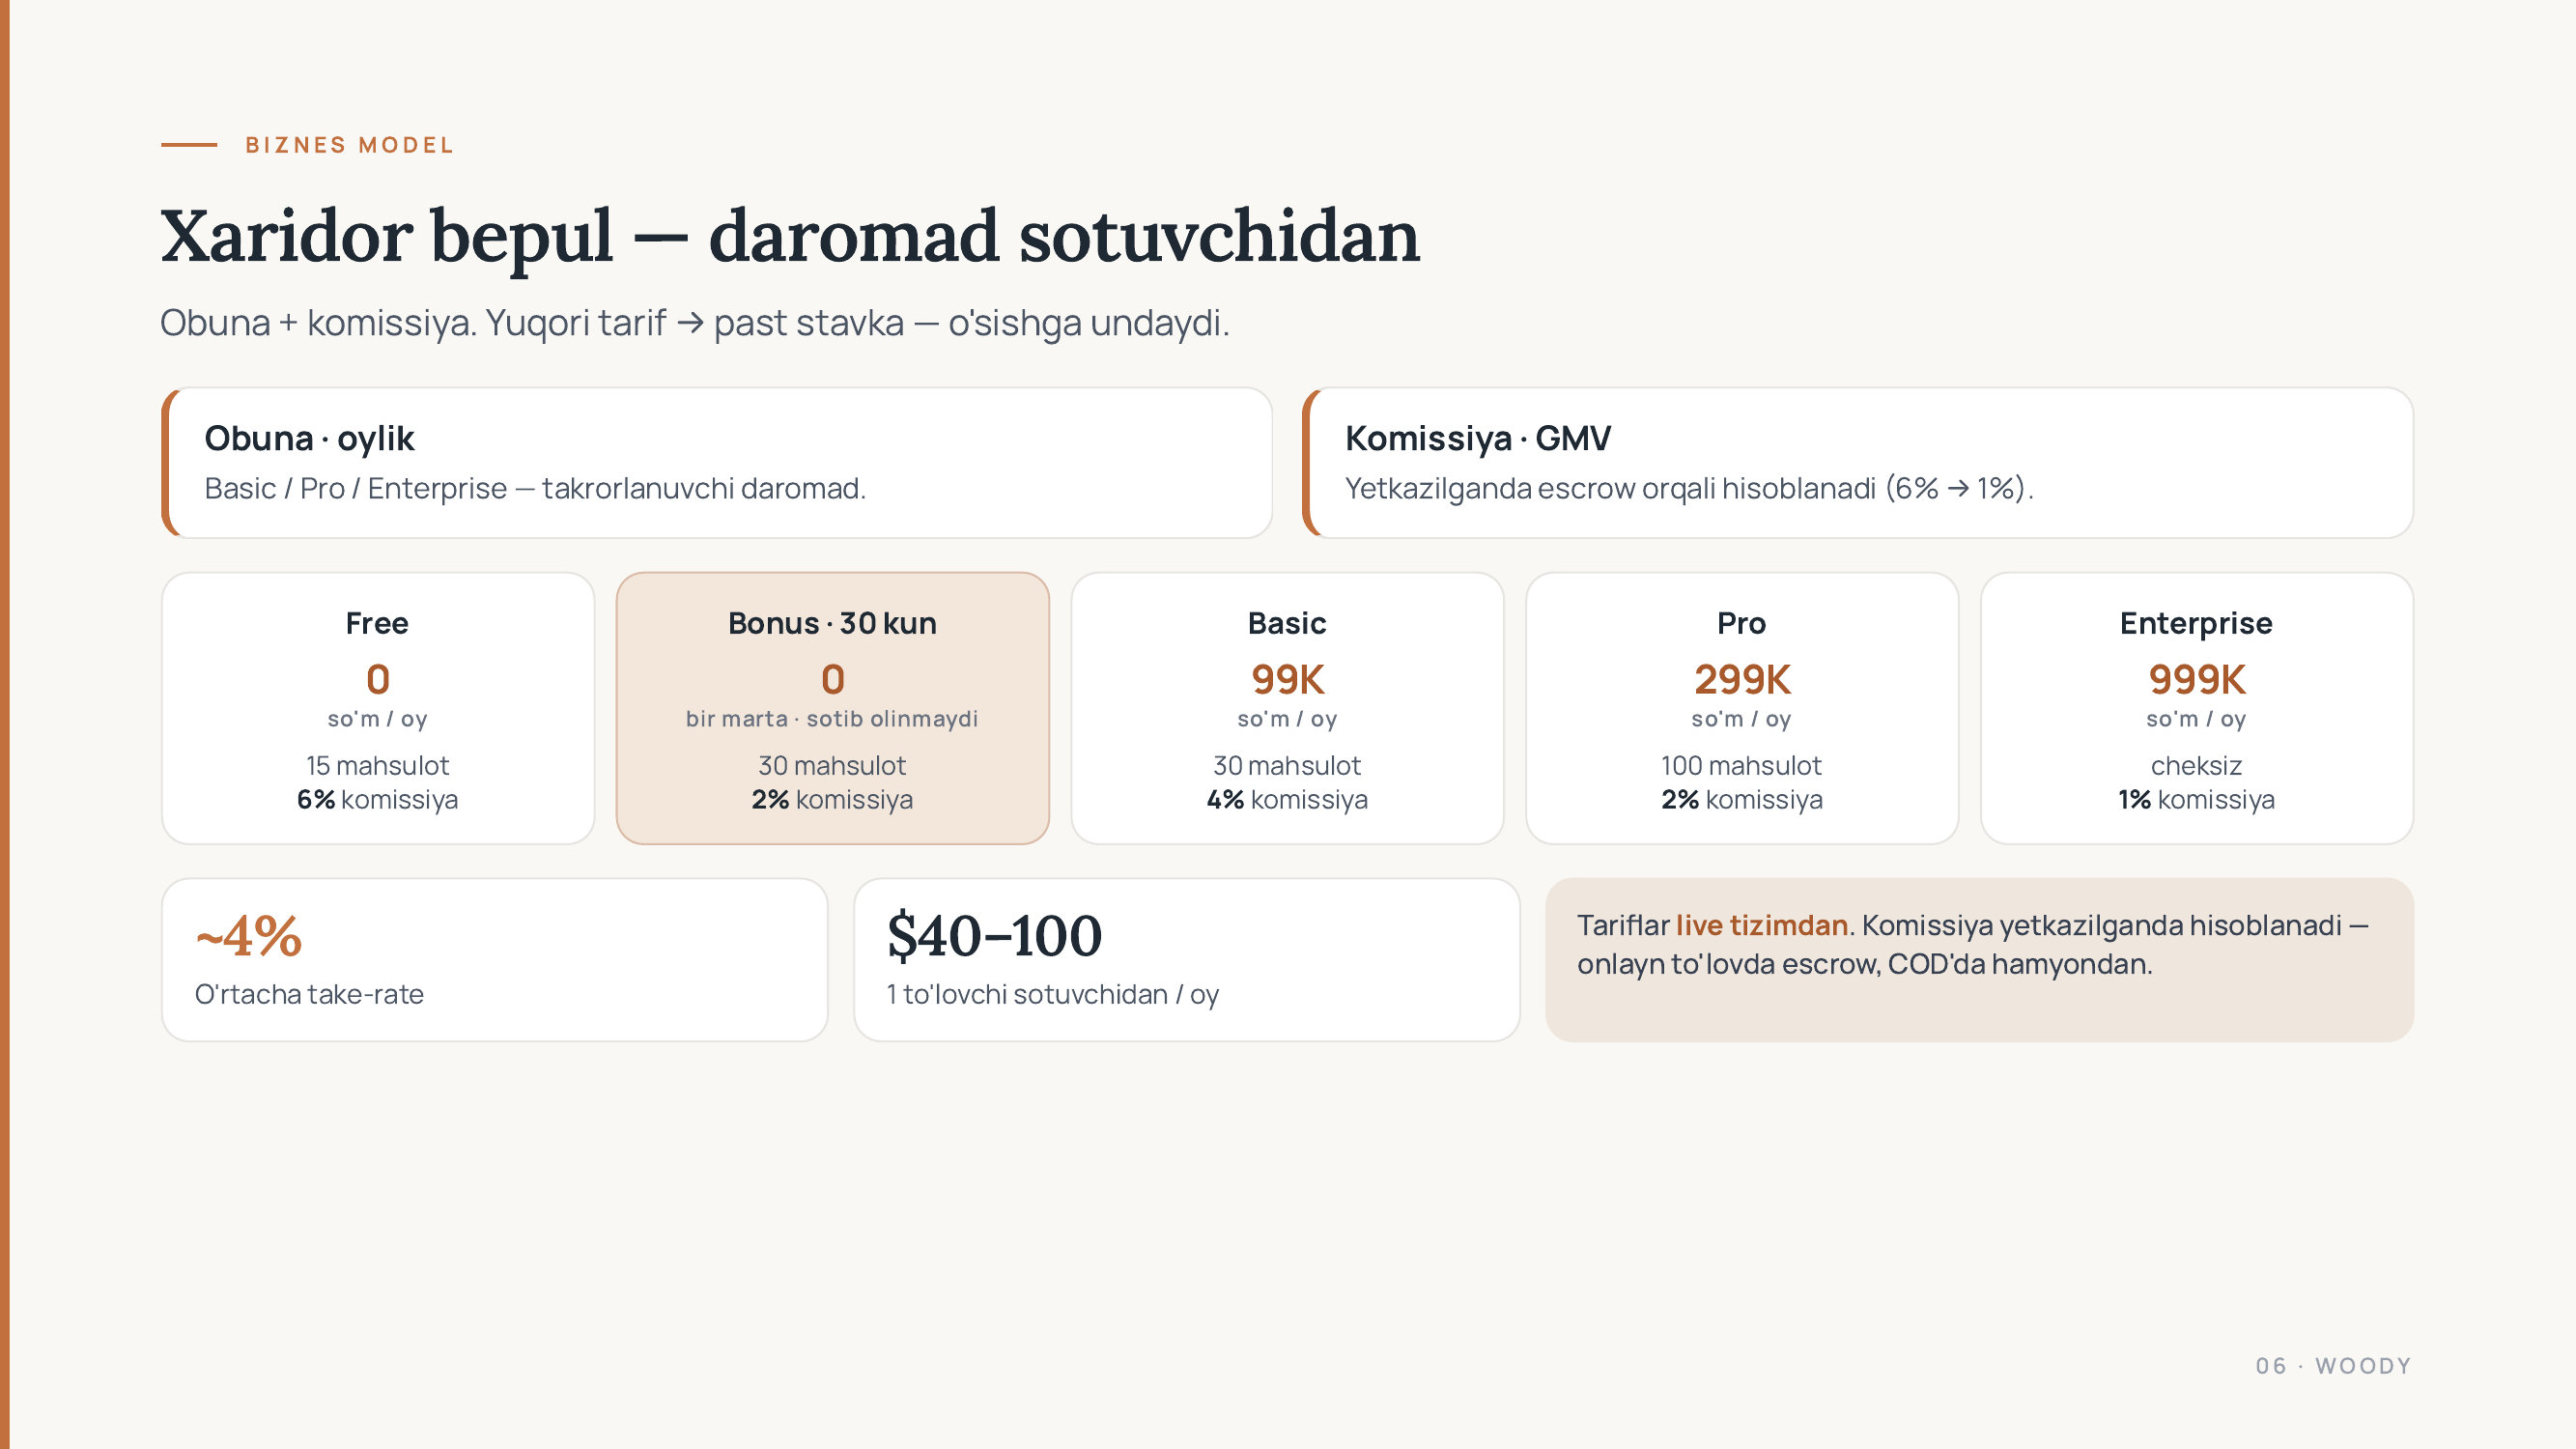 BIZNES MODEL
Xaridor bepul — daromad sotuvchidan
Obuna + komissiya. Yuqori tarif → past stavka — o'sishga undaydi.
Obuna · oylik
Basic / Pro / Enterprise — takrorlanuvchi daromad.
Komissiya · GMV
Yetkazilganda escrow orqali hisoblanadi (6% → 1%).
Free
0
so'm / oy
15 mahsulot
6% komissiya
Bonus · 30 kun
0
bir marta · sotib olinmaydi
30 mahsulot
2% komissiya
Basic
99K
so'm / oy
30 mahsulot
4% komissiya
Pro
299K
so'm / oy
100 mahsulot
2% komissiya
Enterprise
999K
so'm / oy
cheksiz
1% komissiya
~4%
O'rtacha take-rate
$40–100
1 to'lovchi sotuvchidan / oy
Tariflar live tizimdan. Komissiya yetkazilganda hisoblanadi —
onlayn to'lovda escrow, COD'da hamyondan.
06 · WOODY